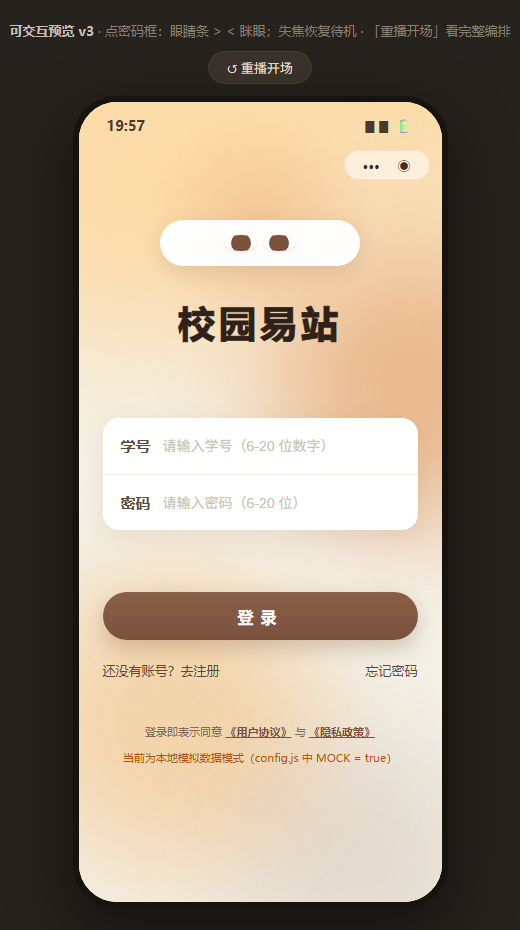 可交互预览 v3 · 点密码框：眼睛条 > < 眯眼；失焦恢复待机 · 「重播开场」看完整编排
↺ 重播开场
19:57
••• ◉
校园易站
学号 请输入学号（6-20 位数字）
密码 请输入密码（6-20 位）
登 录
还没有账号？去注册 忘记密码
登录即表示同意《用户协议》与《隐私政策》
当前为本地模拟数据模式（config.js 中 MOCK = true）